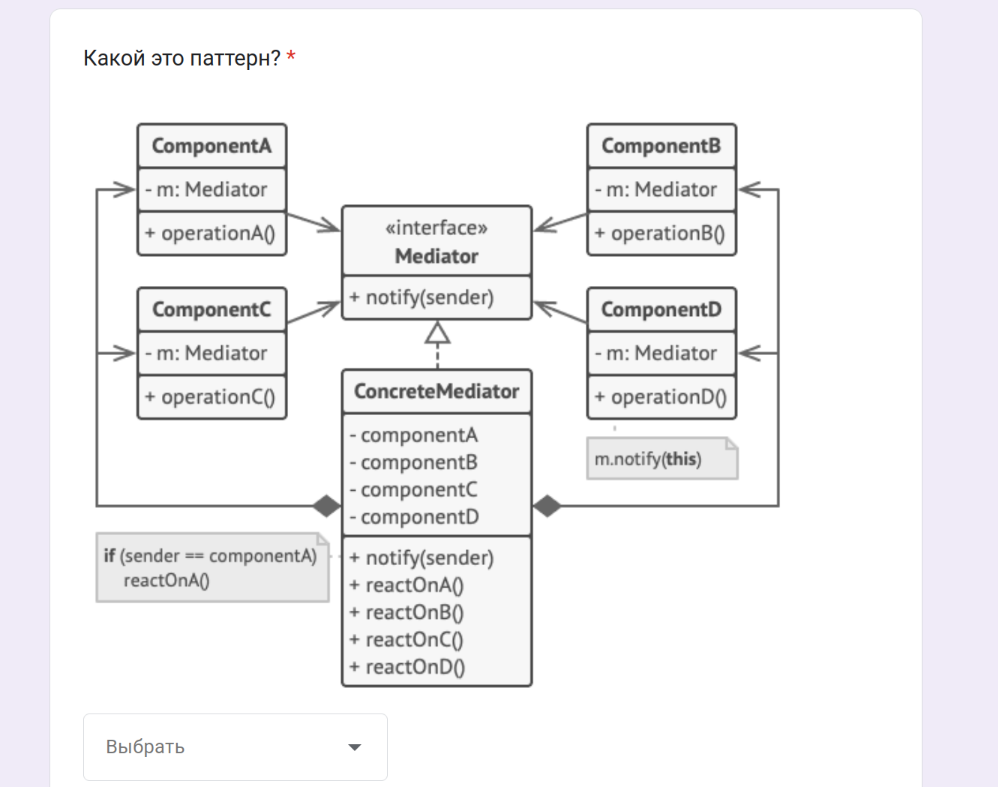 Какой это паттерн? *
ComponentA
- m: Mediator
+ operationA()
ComponentB
- m: Mediator
+ operationB()
«interface»
Mediator
+ notify(sender)
ComponentC
- m: Mediator
+ operationC()
ComponentD
- m: Mediator
+ operationD()
m.notify(this)
ConcreteMediator
- componentA
- componentB
- componentC
- componentD
+ notify(sender)
+ reactOnA()
+ reactOnB()
+ reactOnC()
+ reactOnD()
if (sender == componentA)
reactOnA()
Выбрать